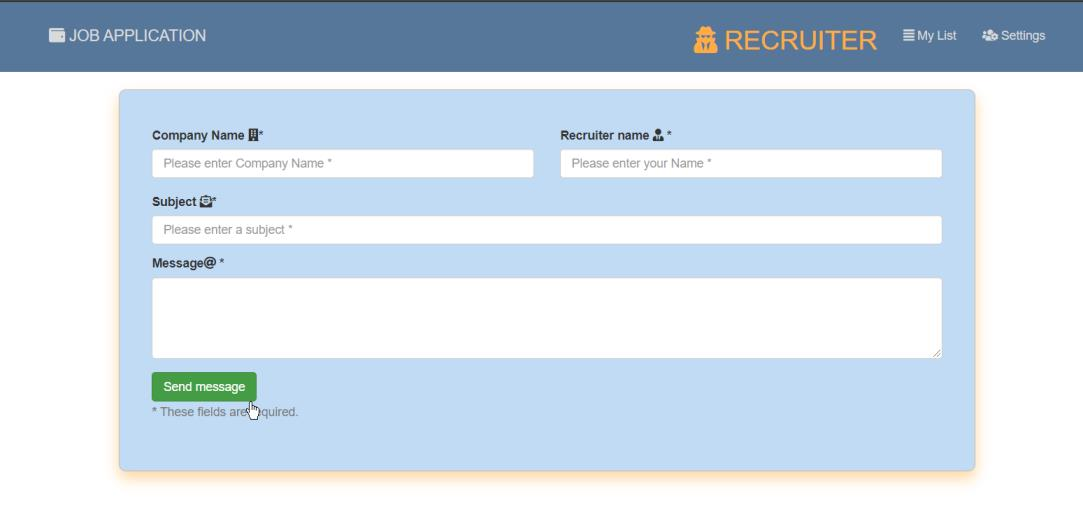 JOB APPLICATION
RECRUITER
My List
Settings
Company Name *
Recruiter name *
Please enter Company Name *
Please enter your Name *
Subject *
Please enter a subject *
Message@ *
Send message
* These fields are required.